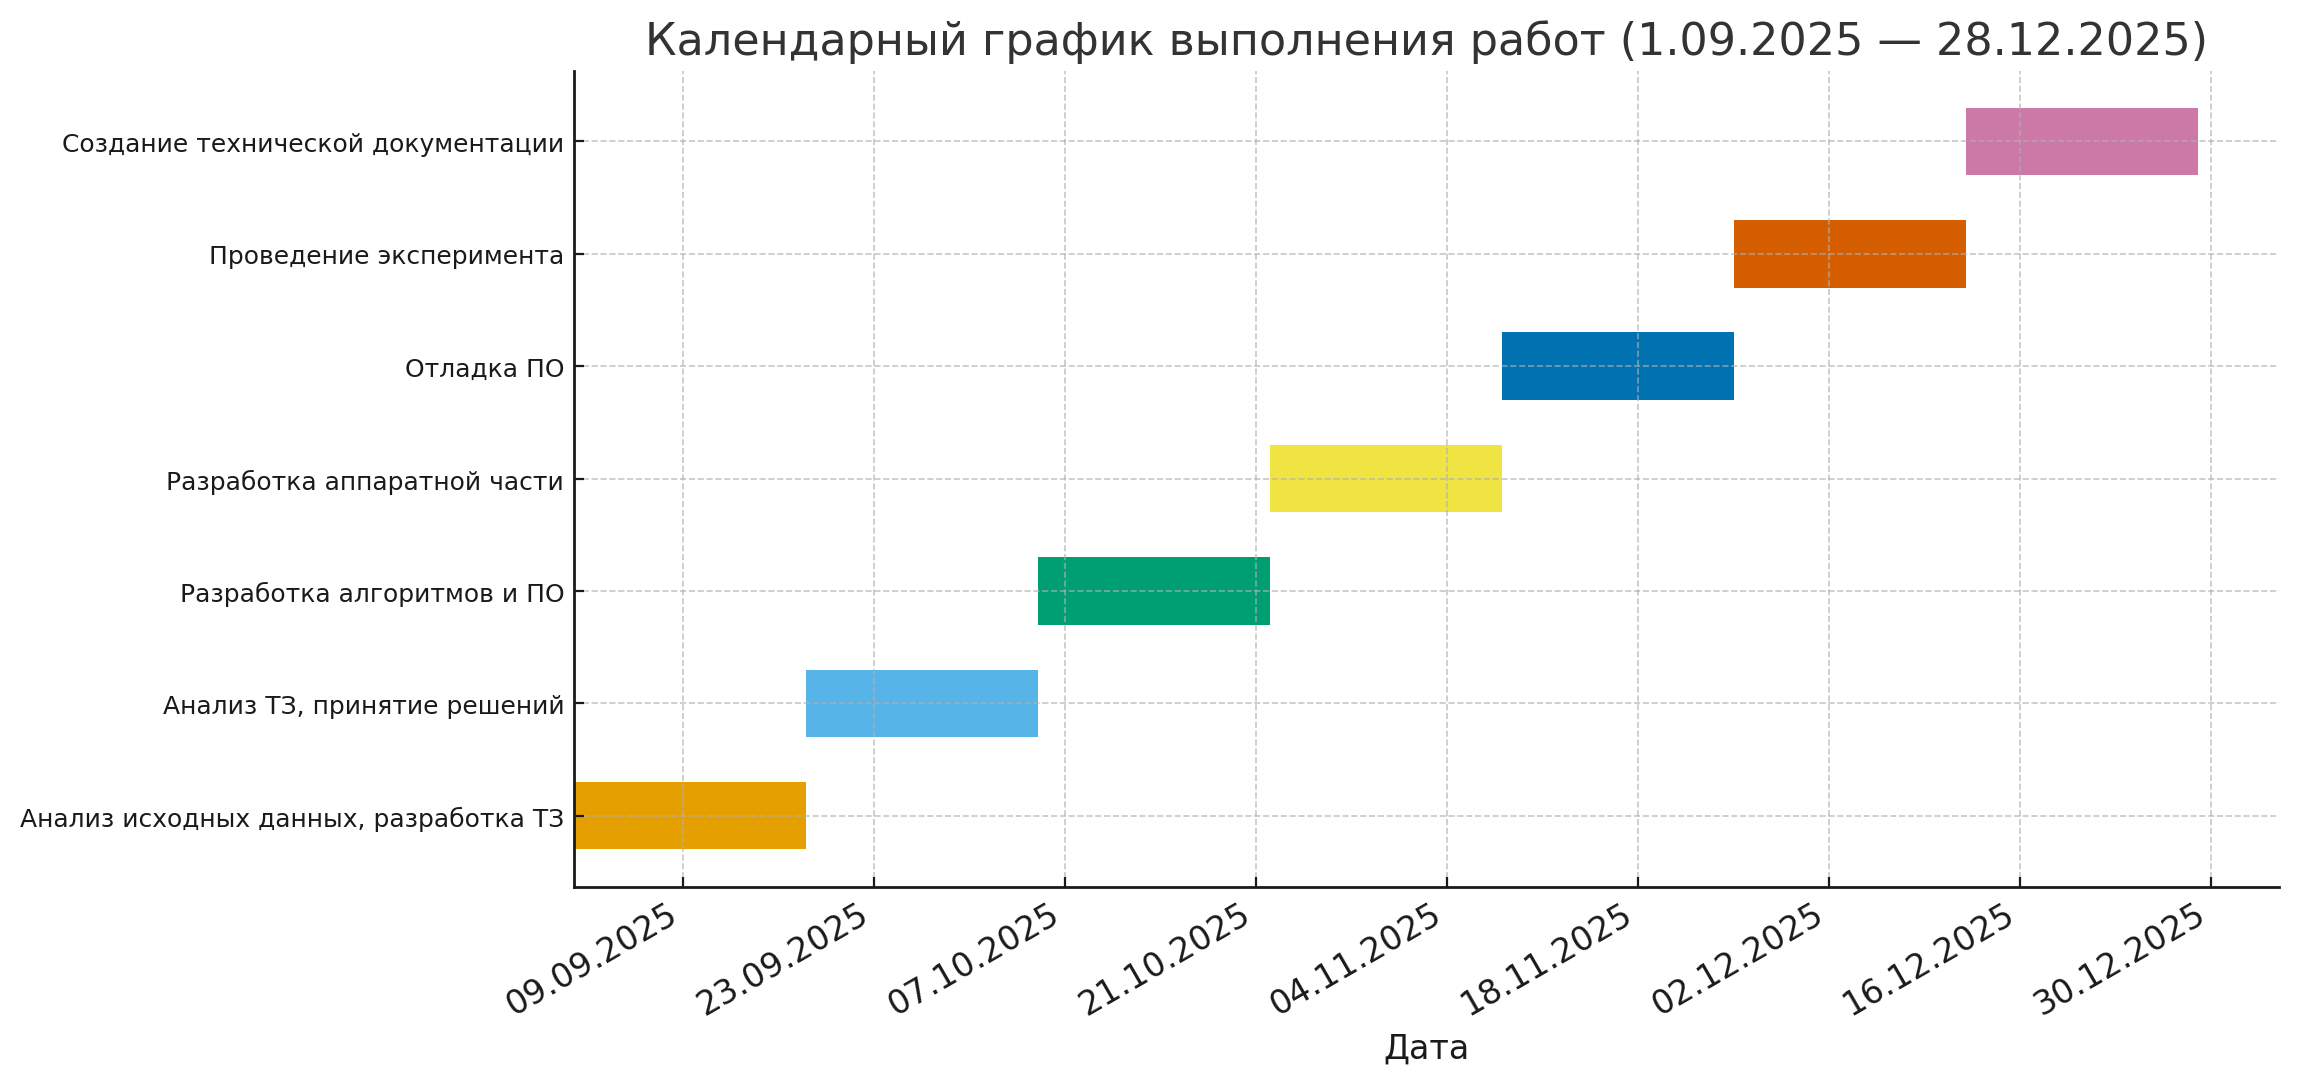 Календарный график выполнения работ (1.09.2025 — 28.12.2025)
Создание технической документации
Проведение эксперимента
Отладка ПО
Разработка аппаратной части
Разработка алгоритмов и ПО
Анализ ТЗ, принятие решений
Анализ исходных данных, разработка ТЗ
09.09.2025
23.09.2025
07.10.2025
21.10.2025
04.11.2025
18.11.2025
02.12.2025
16.12.2025
30.12.2025
Дата